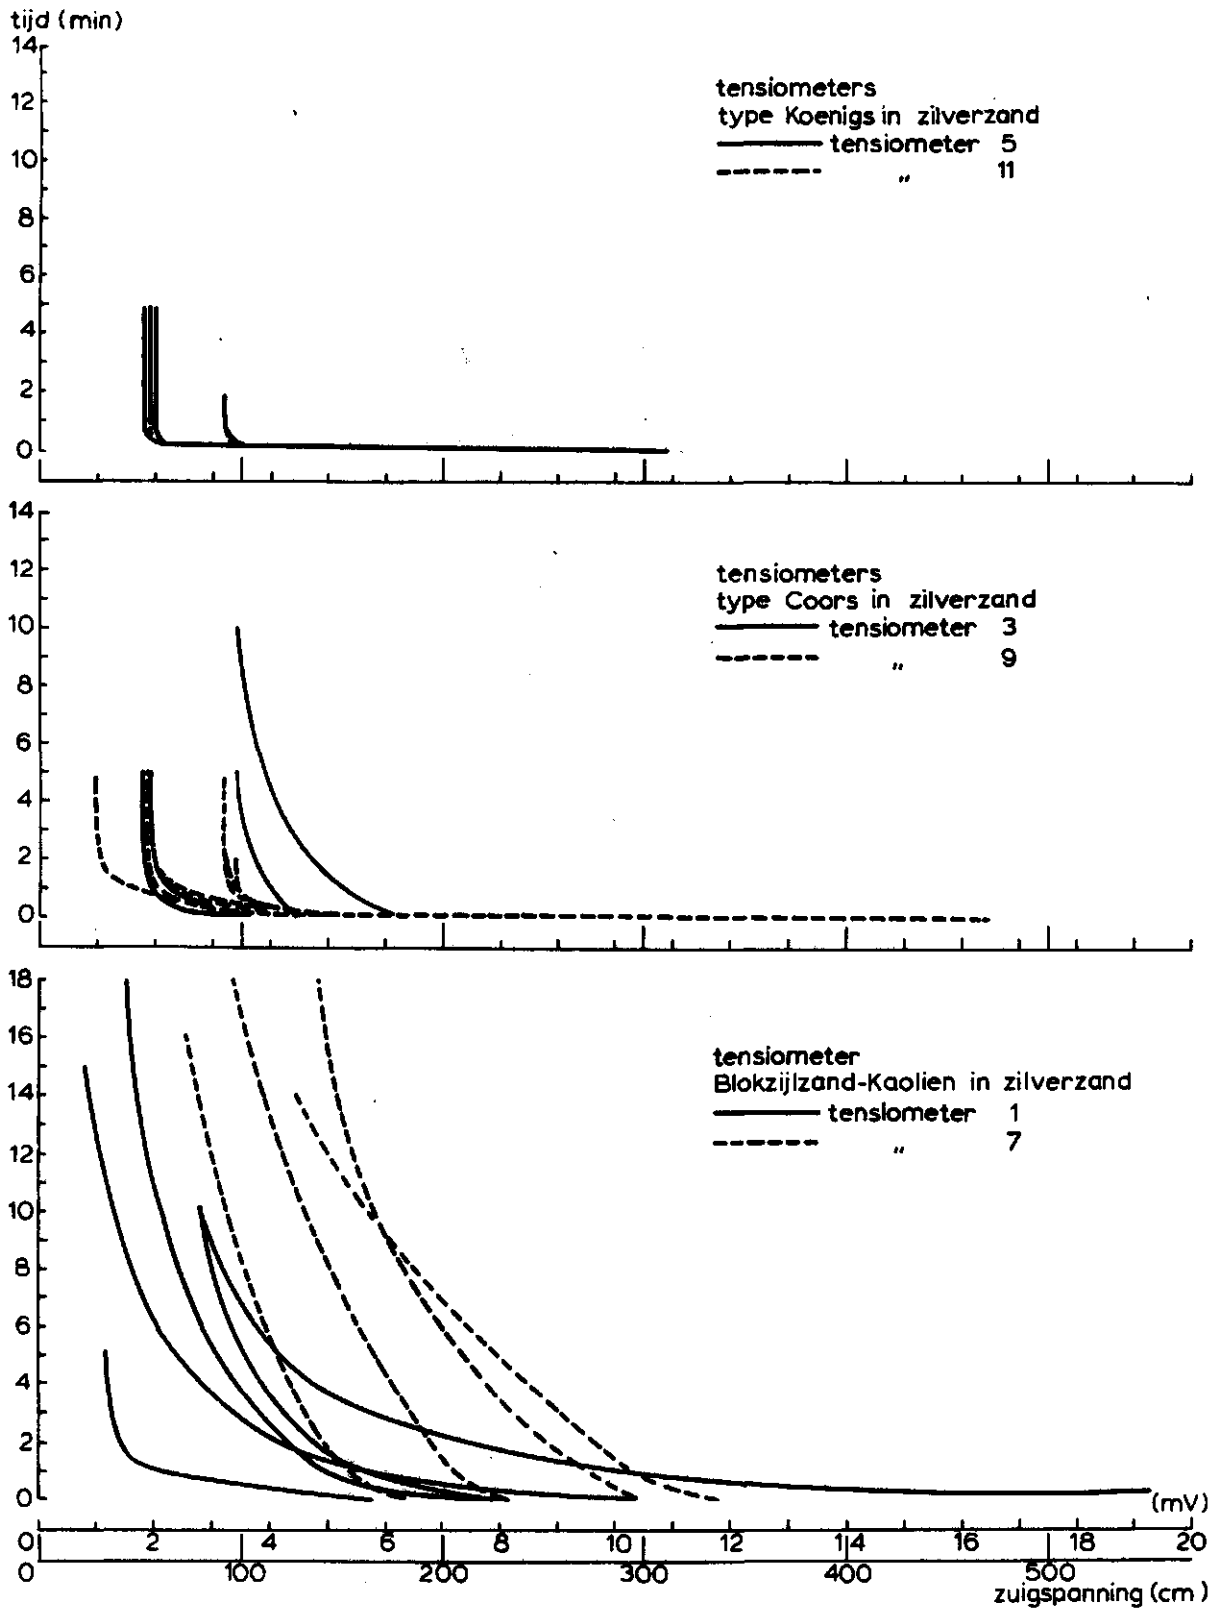 tijd (min)
14
12
10
8
6
4
2
0
tensiometers
type Koenigs in zilverzand
tensiometer 5
„ 11
14
12
10
8
6
4
2
0
tensiometers
type Coors in zilverzand
tensiometer 3
„ 9
18
16
14
12
10
8
6
4
2
0
tensiometer
Blokzijlzand-Kaolien in zilverzand
tensiometer 1
„ 7
(mV)
0 2 4 6 8 10 12 14 16 18 20
0 100 200 300 400 500
zuigspanning (cm)